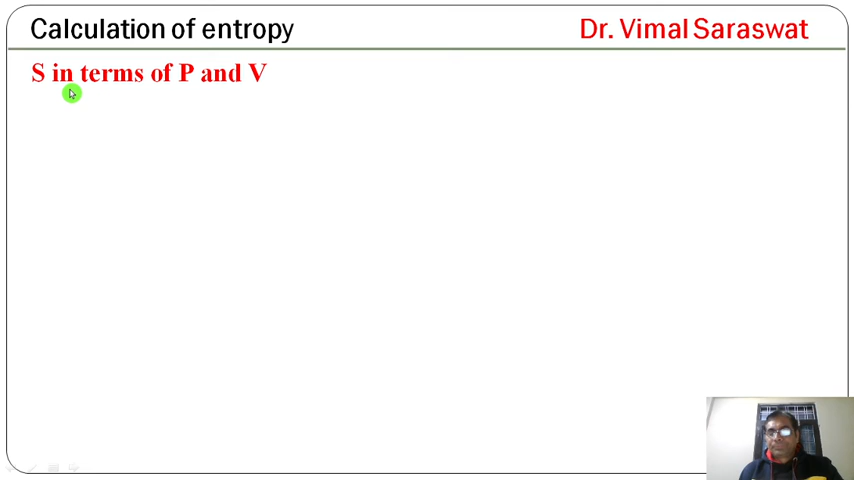 Calculation of entropy
Dr. Vimal Saraswat
S in terms of P and V